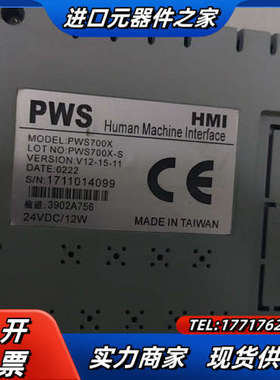 进口元器件之家
PWS
HMI
Human Machine Interface
MODEL:PWS700X
LOT NO:PWS700X-S
VERSION:V12-15-11
DATE:0222
S/N:1711014099
3902A756
24VDC/12W
CE
MADE IN TAIWAN
开
票
TEL:1771762
实力商家 现货供